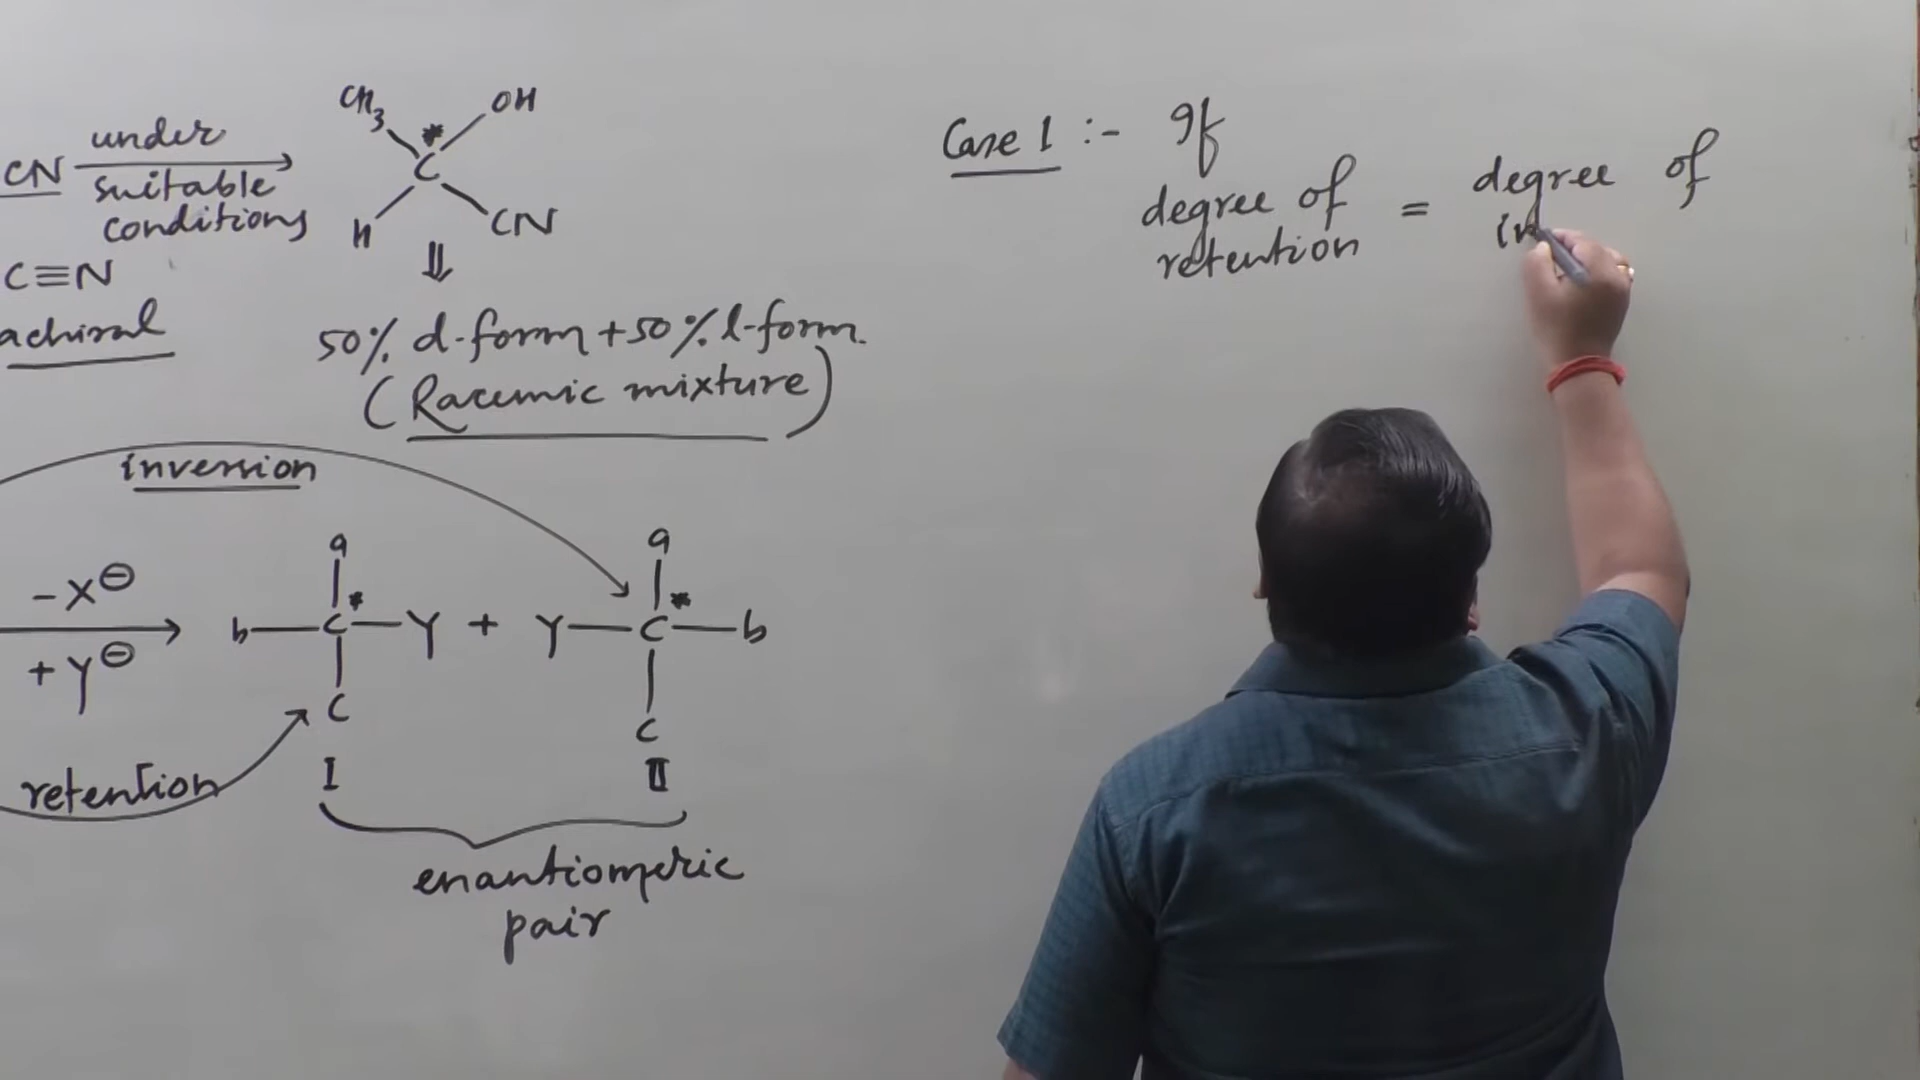 CH3 OH
C*
H CN
CN under
suitable
conditions
C≡N
achiral
⇓
50% d-form + 50% l-form.
(Racemic mixture)
inversion
-X⊖
+Y⊖
a
b C* Y
C
I
+
a
Y C* b
C
II
retention
enantiomeric
pair
Case 1 :- If
degree of = degree of
retention in